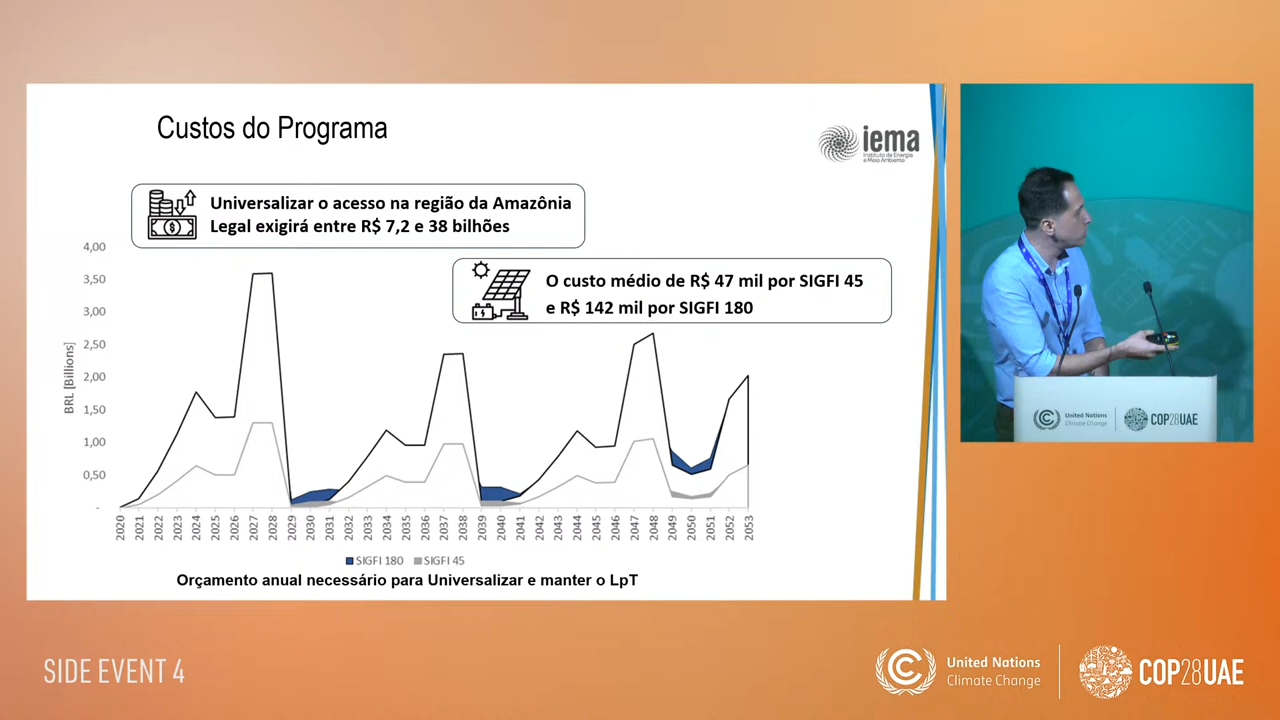 Custos do Programa
iema
Instituto de Energia
e Meio Ambiente
Universalizar o acesso na região da Amazônia
Legal exigirá entre R$ 7,2 e 38 bilhões
O custo médio de R$ 47 mil por SIGFI 45
e R$ 142 mil por SIGFI 180
BRL [Billions]
4,00
3,50
3,00
2,50
2,00
1,50
1,00
0,50
-
2020 2021 2022 2023 2024 2025 2026 2027 2028 2029 2030 2031 2032 2033 2034 2035 2036 2037 2038 2039 2040 2041 2042 2043 2044 2045 2046 2047 2048 2049 2050 2051 2052 2053
SIGFI 180 SIGFI 45
Orçamento anual necessário para Universalizar e manter o LpT
United Nations
Climate Change
COP28UAE
SIDE EVENT 4
United Nations
Climate Change
COP28UAE